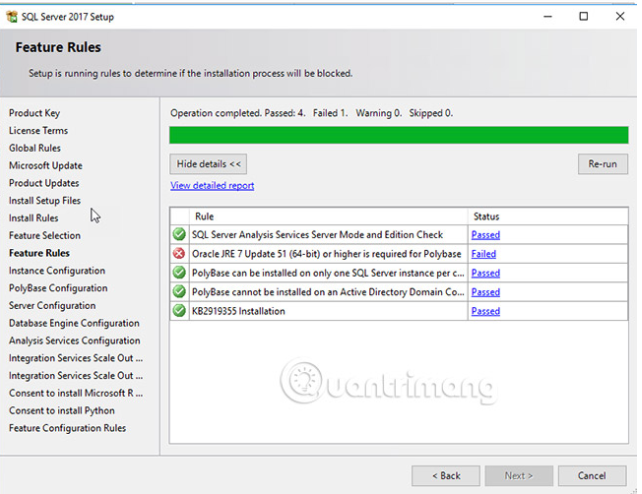 SQL Server 2017 Setup
Feature Rules
Setup is running rules to determine if the installation process will be blocked.
Product Key
License Terms
Global Rules
Microsoft Update
Product Updates
Install Setup Files
Install Rules
Feature Selection
Feature Rules
Instance Configuration
PolyBase Configuration
Server Configuration
Database Engine Configuration
Analysis Services Configuration
Integration Services Scale Out ...
Integration Services Scale Out ...
Consent to install Microsoft R ...
Consent to install Python
Feature Configuration Rules
Operation completed. Passed: 4. Failed 1. Warning 0. Skipped 0.
Hide details <<
Re-run
View detailed report
Rule Status
SQL Server Analysis Services Server Mode and Edition Check Passed
Oracle JRE 7 Update 51 (64-bit) or higher is required for Polybase Failed
PolyBase can be installed on only one SQL Server instance per c... Passed
PolyBase cannot be installed on an Active Directory Domain Co... Passed
KB2919355 Installation Passed
Quantrimang
< Back
Next >
Cancel